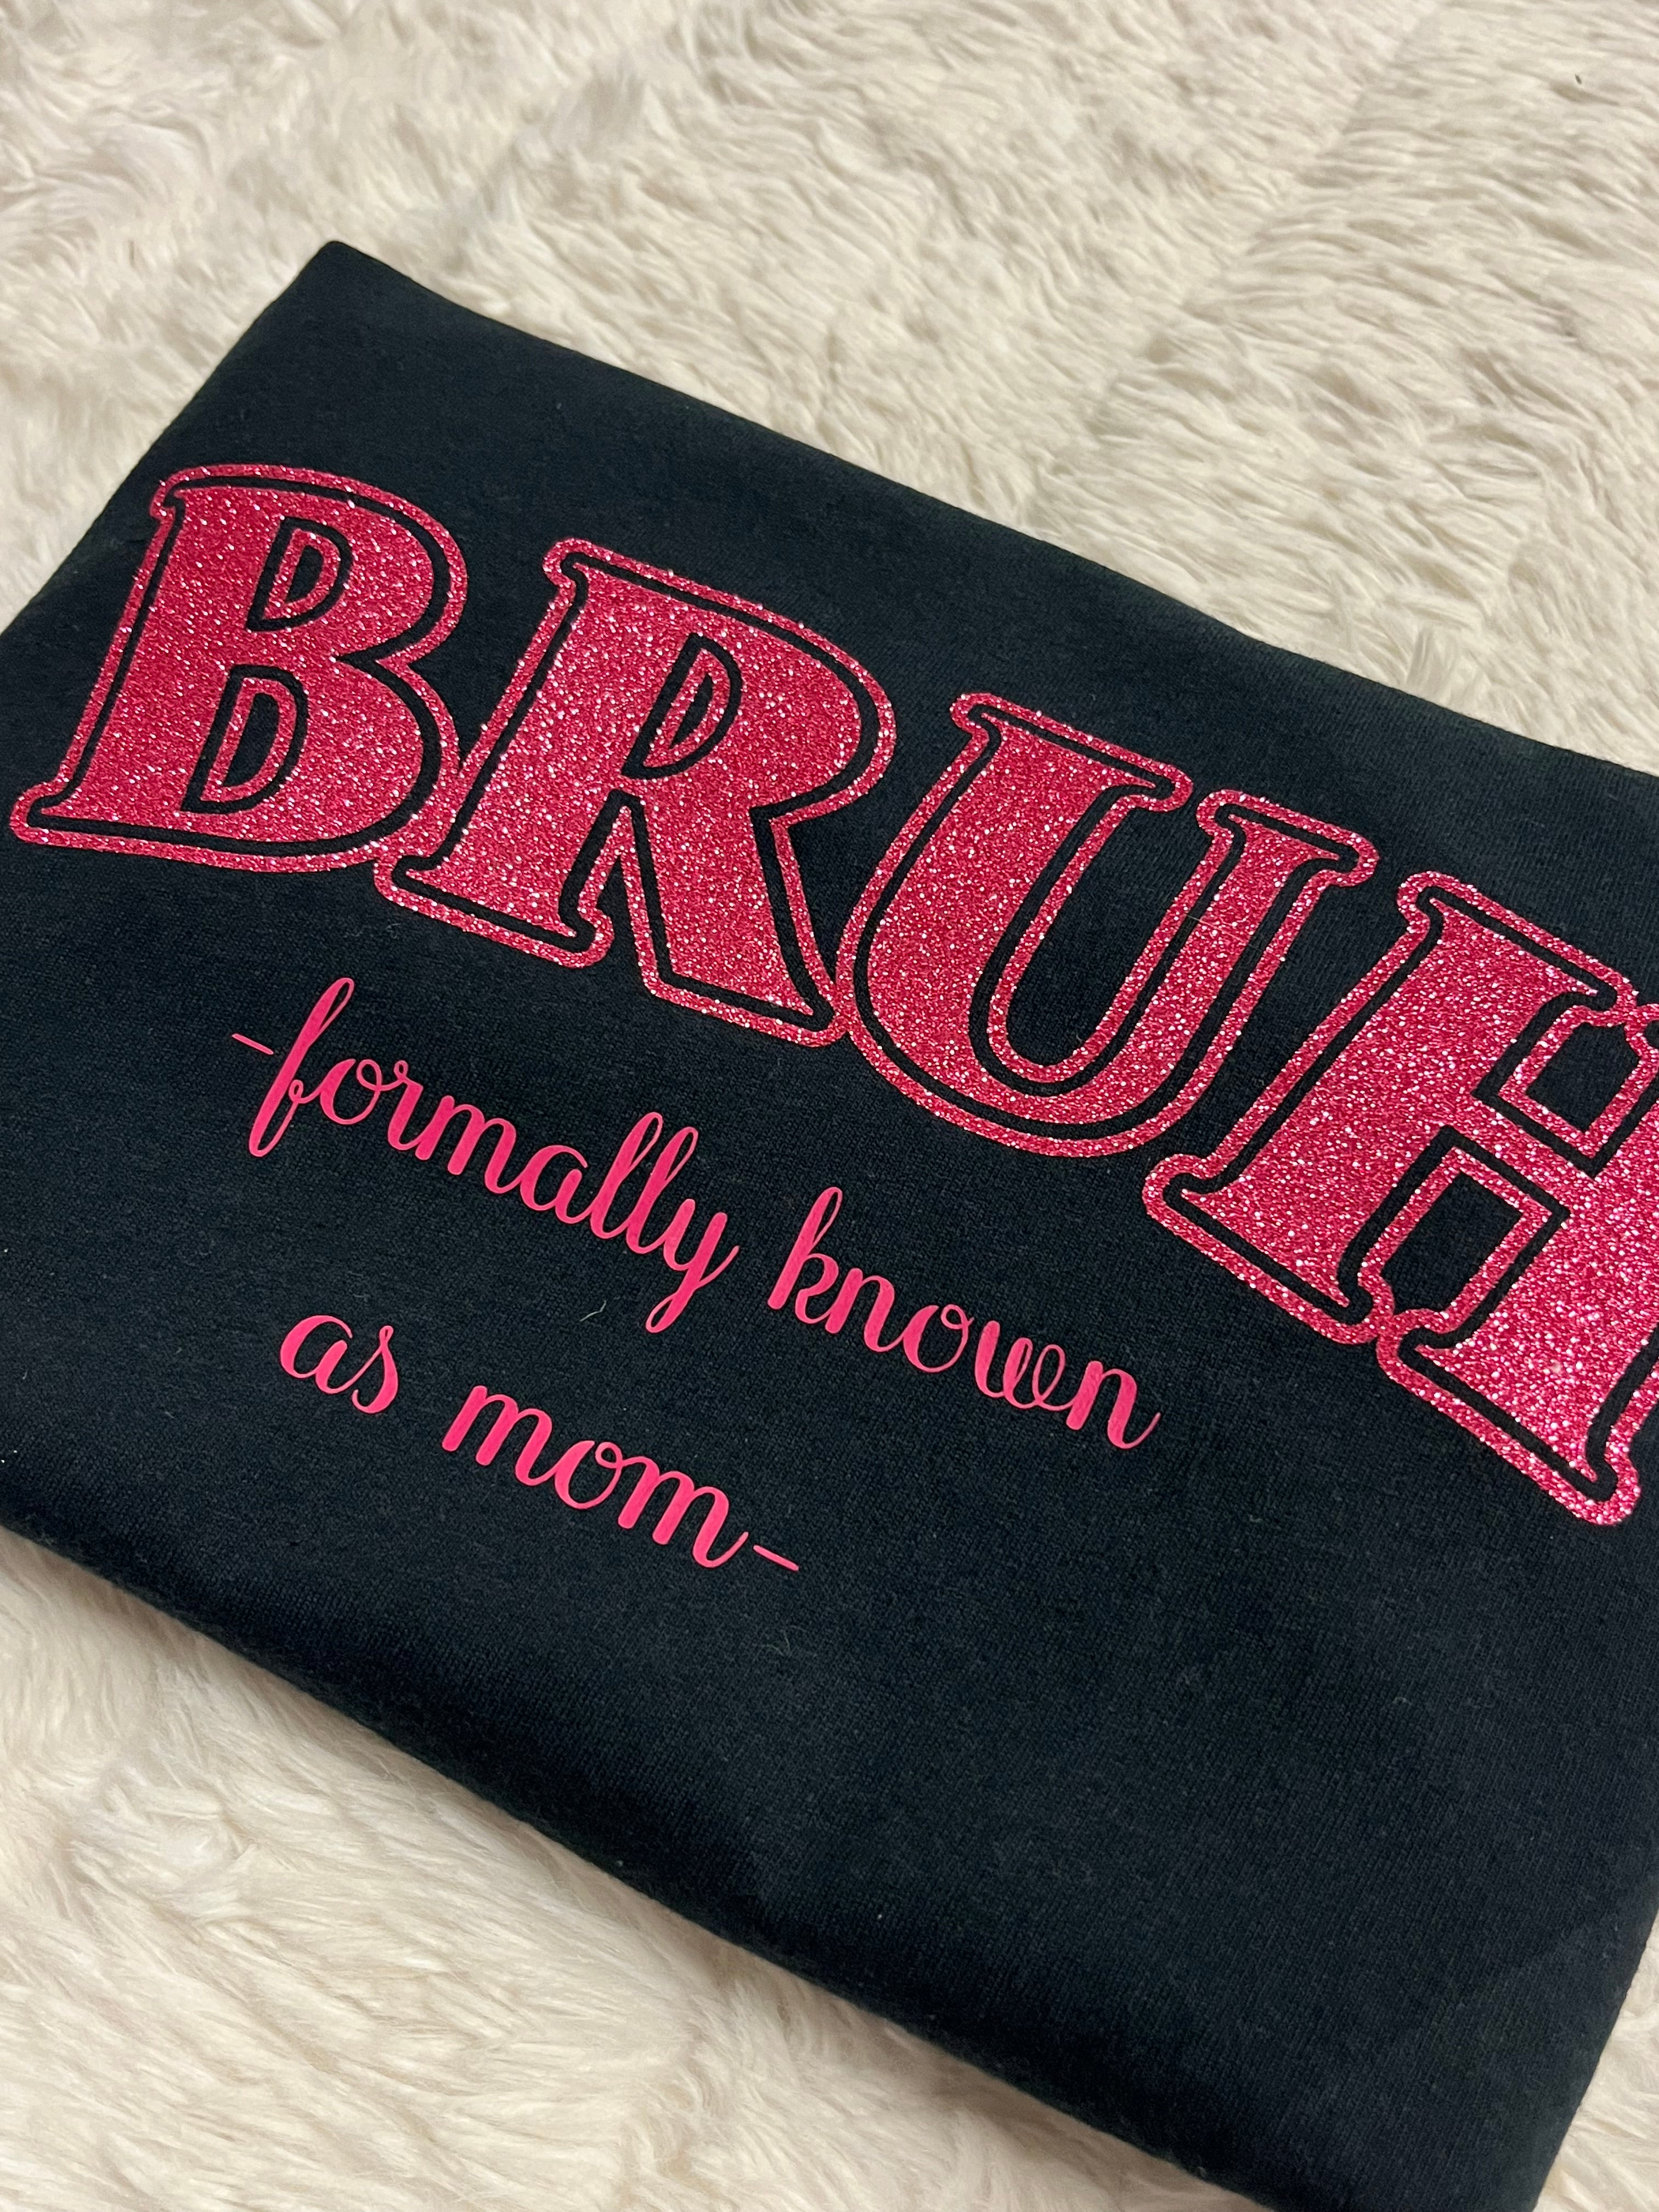 BRUH
-formally known
as mom-